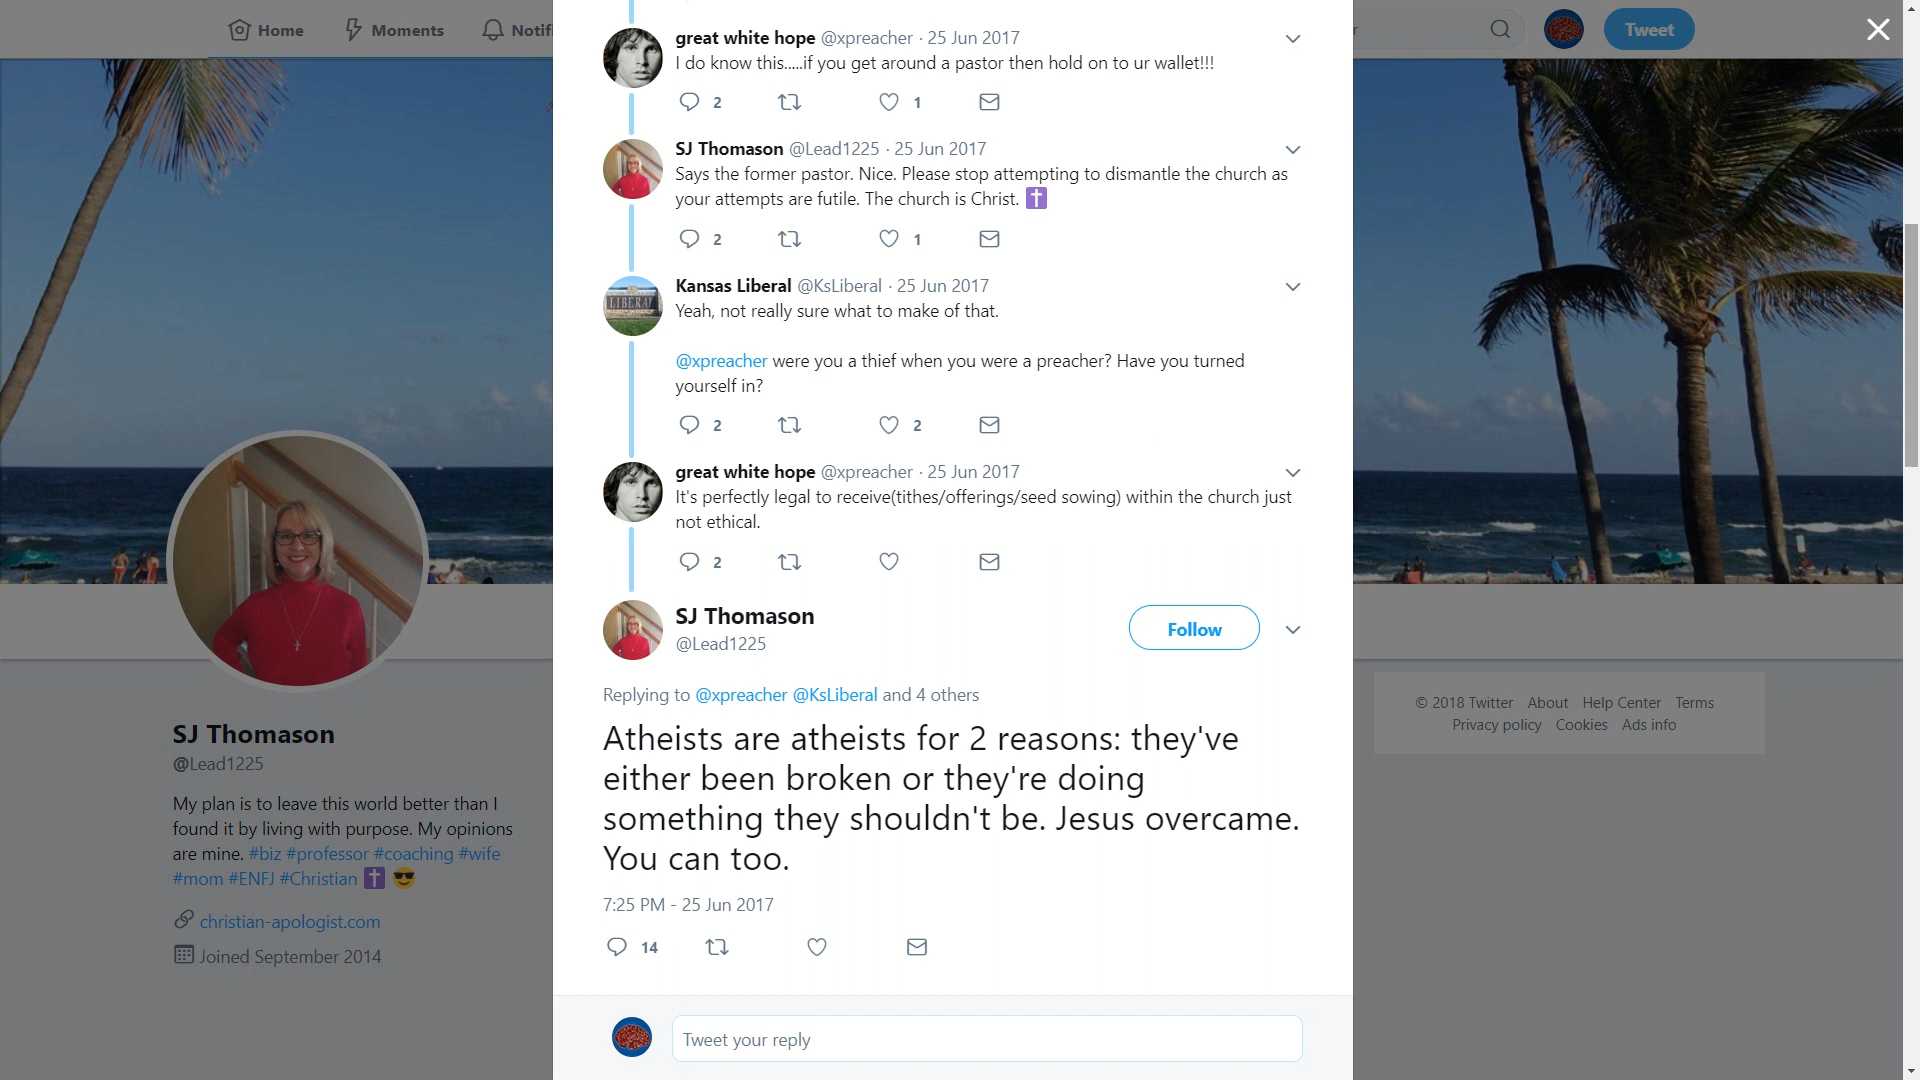 Home
Moments
Notifi
Tweet
great white hope @xpreacher · 25 Jun 2017
I do know this.....if you get around a pastor then hold on to ur wallet!!!
2
1
SJ Thomason @Lead1225 · 25 Jun 2017
Says the former pastor. Nice. Please stop attempting to dismantle the church as
your attempts are futile. The church is Christ. ✝️
2
1
Kansas Liberal @KsLiberal · 25 Jun 2017
Yeah, not really sure what to make of that.
@xpreacher were you a thief when you were a preacher? Have you turned
yourself in?
2
2
LIBERAL
great white hope @xpreacher · 25 Jun 2017
It's perfectly legal to receive(tithes/offerings/seed sowing) within the church just
not ethical.
2
SJ Thomason
@Lead1225
Follow
Replying to @xpreacher @KsLiberal and 4 others
Atheists are atheists for 2 reasons: they've
either been broken or they're doing
something they shouldn't be. Jesus overcame.
You can too.
7:25 PM - 25 Jun 2017
14
Tweet your reply
SJ Thomason
@Lead1225
My plan is to leave this world better than I
found it by living with purpose. My opinions
are mine. #biz #professor #coaching #wife
#mom #ENFJ #Christian ✝️ 😎
christian-apologist.com
Joined September 2014
© 2018 Twitter About Help Center Terms
Privacy policy Cookies Ads info